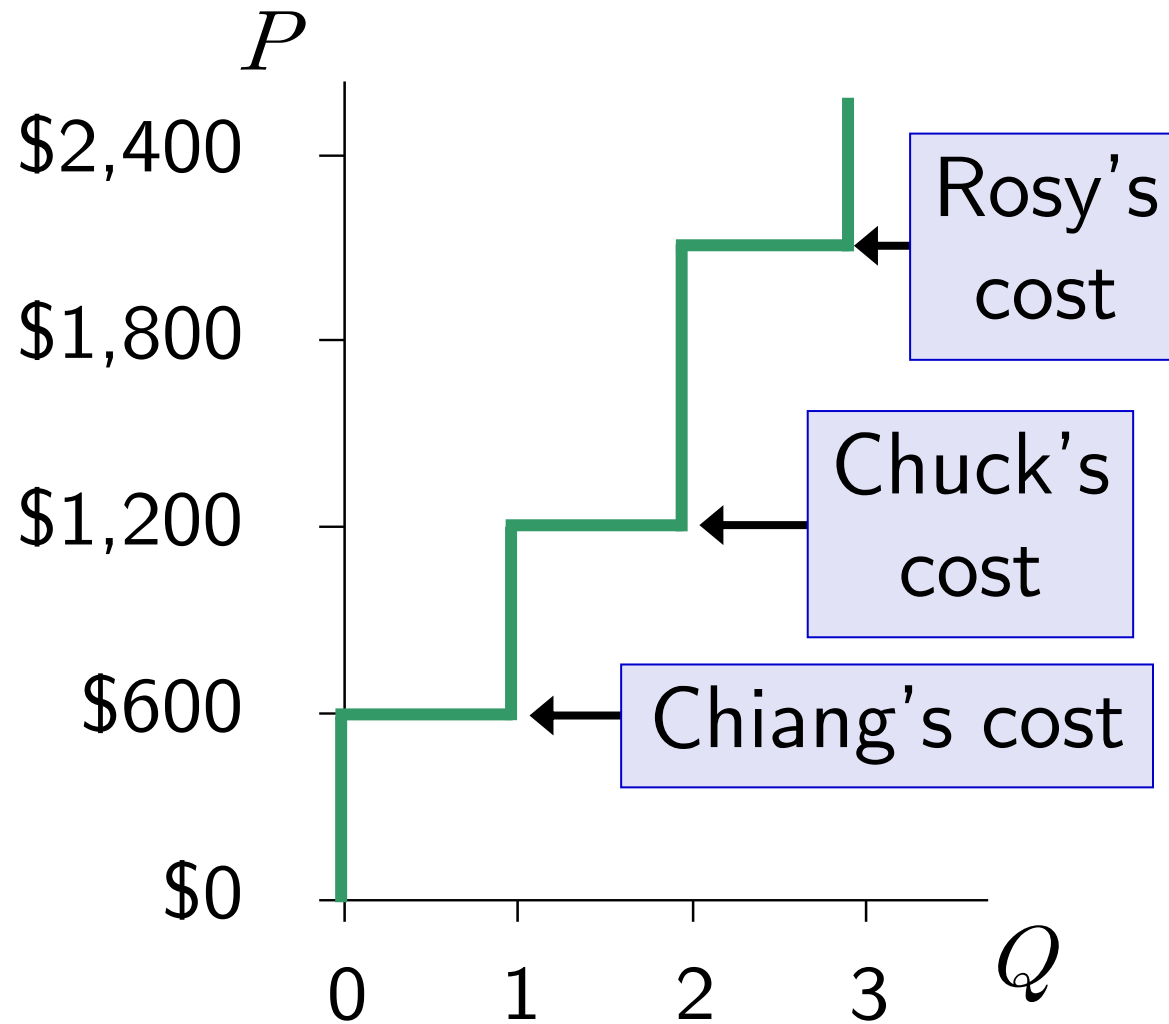 P
$2,400
Rosy's
cost
$1,800
Chuck's
cost
$1,200
$600
Chiang's cost
$0
0 1 2 3
Q